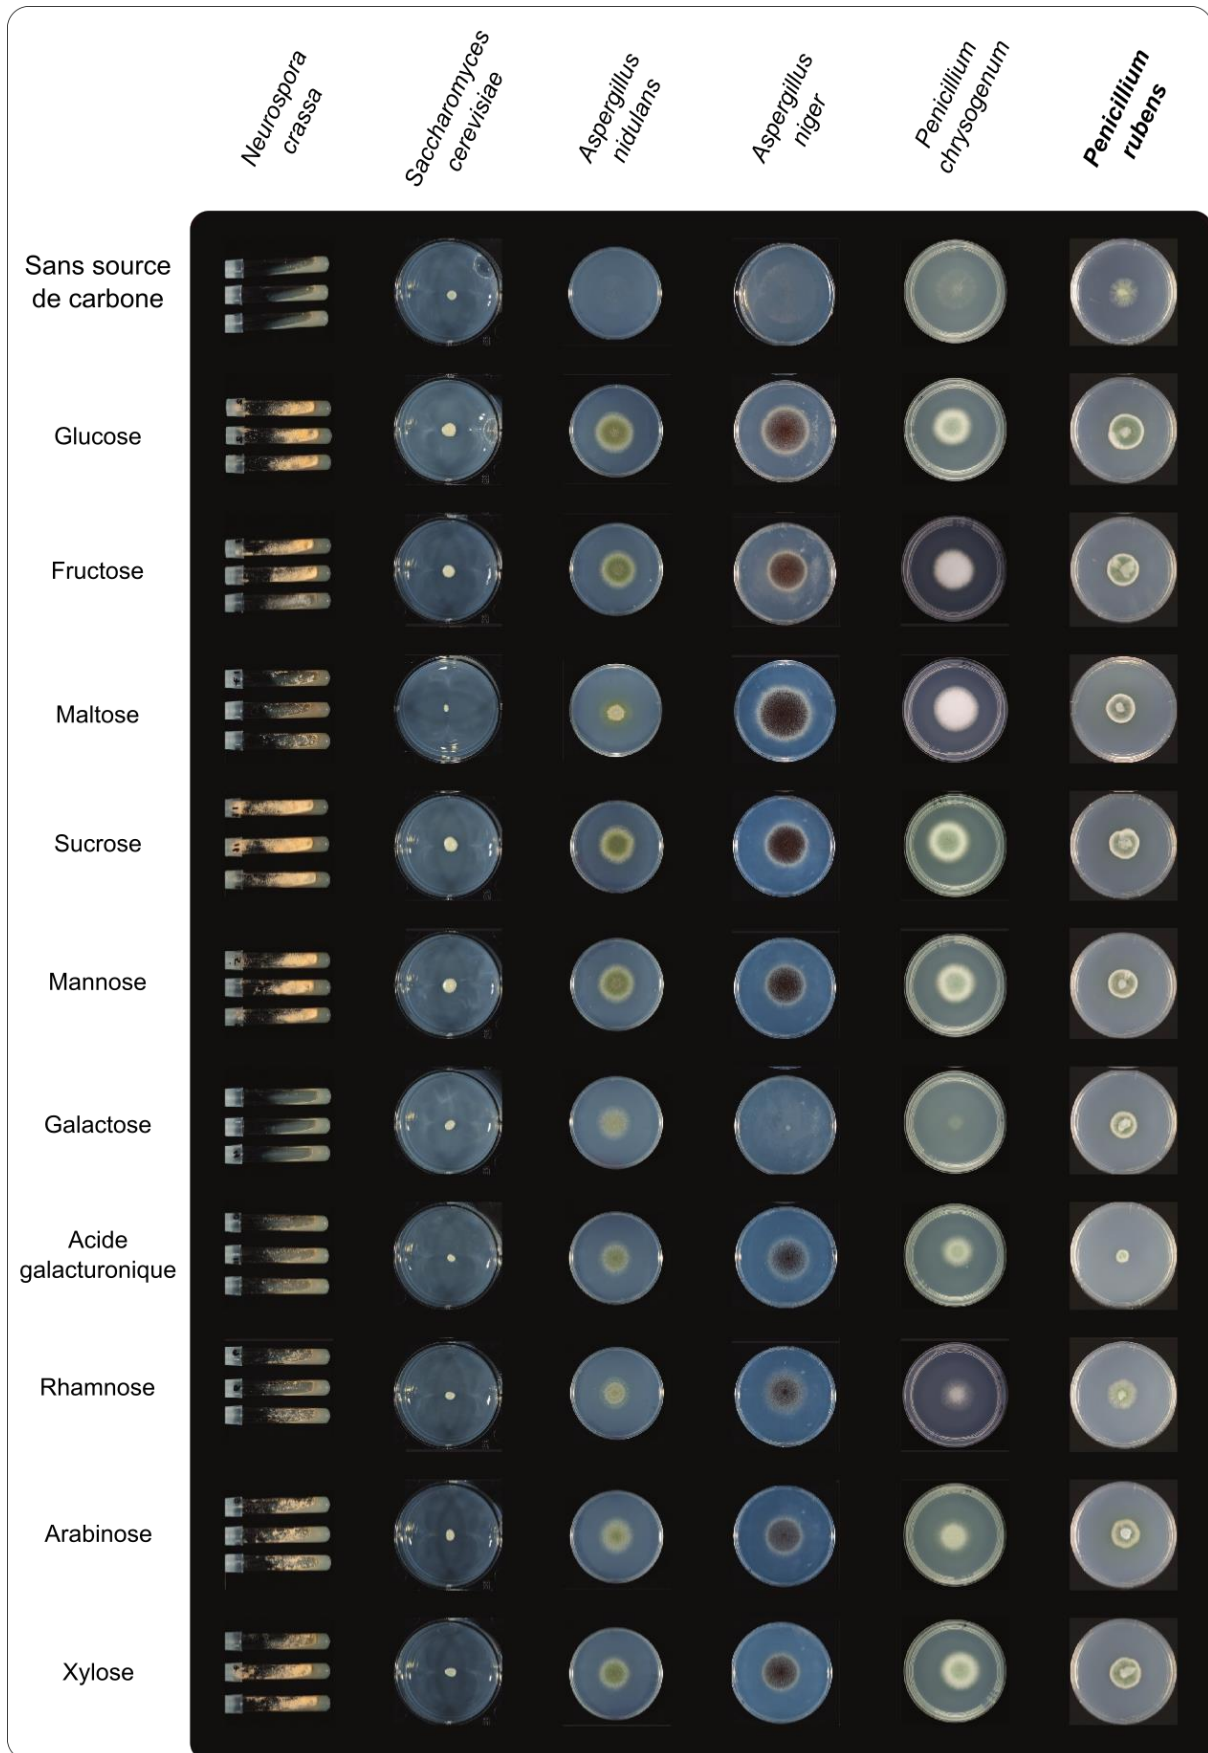 Neurospora
crassa
Saccharomyces
cerevisiae
Aspergillus
nidulans
Aspergillus
niger
Penicillium
chrysogenum
Penicillium
rubens
Sans source
de carbone
Glucose
Fructose
Maltose
Sucrose
Mannose
Galactose
Acide
galacturonique
Rhamnose
Arabinose
Xylose